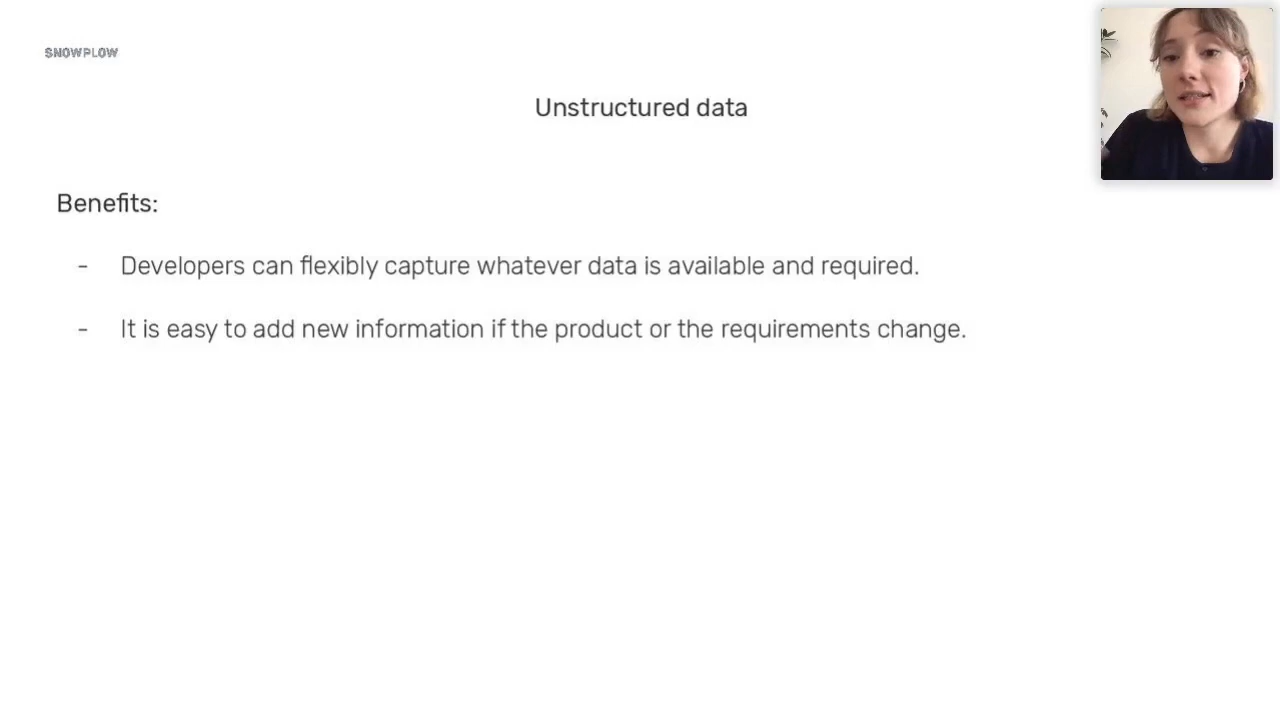 SNOWPLOW
Unstructured data
Benefits:
- Developers can flexibly capture whatever data is available and required.
- It is easy to add new information if the product or the requirements change.